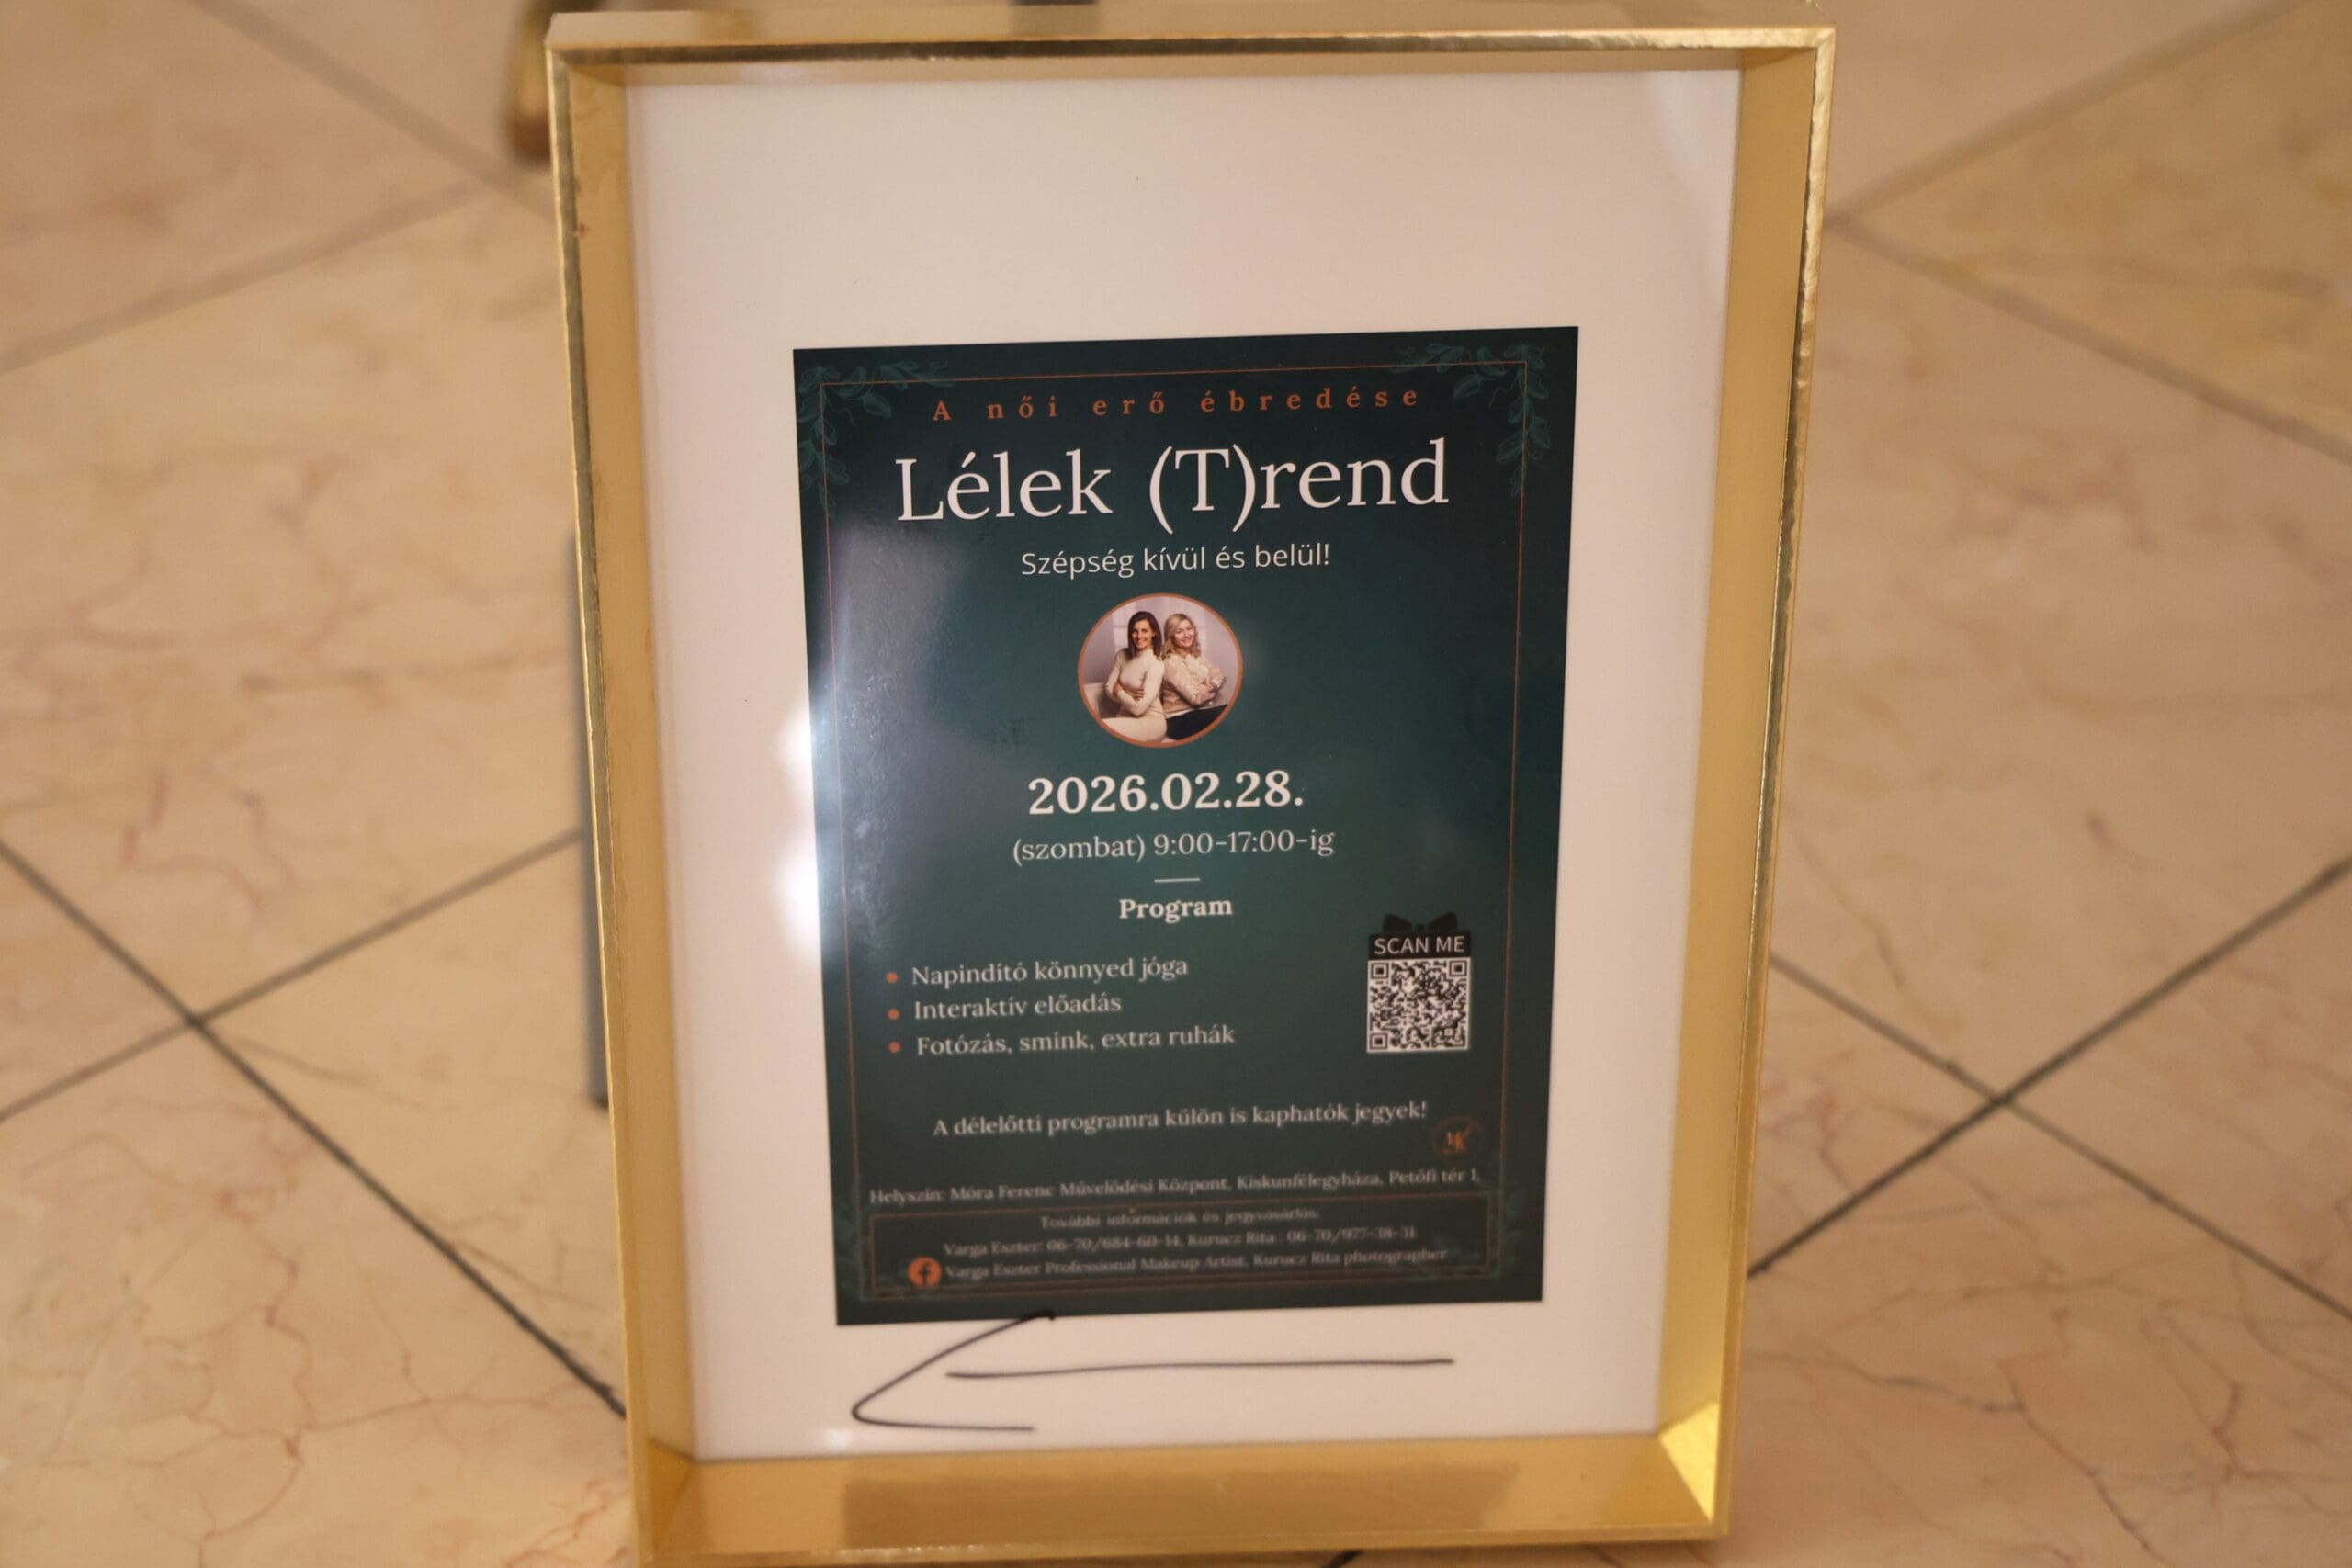 A női erő ébredése
Lélek (T)rend
Szépség kívül és belül!
2026.02.28.
(szombat) 9:00-17:00-ig
Program
Napindító könnyed jóga
Interaktív előadás
Fotózás, smink, extra ruhák
SCAN ME
A délelőtti programra külön is kaphatók jegyek!
Helyszín: Móra Ferenc Művelődési Központ, Kiskunfélegyháza, Petőfi tér 1.
További információk és jegyvásárlás:
Varga Eszter: 06-70/684-60-14, Kurucz Rita : 06-70/977-38-31
Varga Eszter Professional Makeup Artist, Kurucz Rita photographer